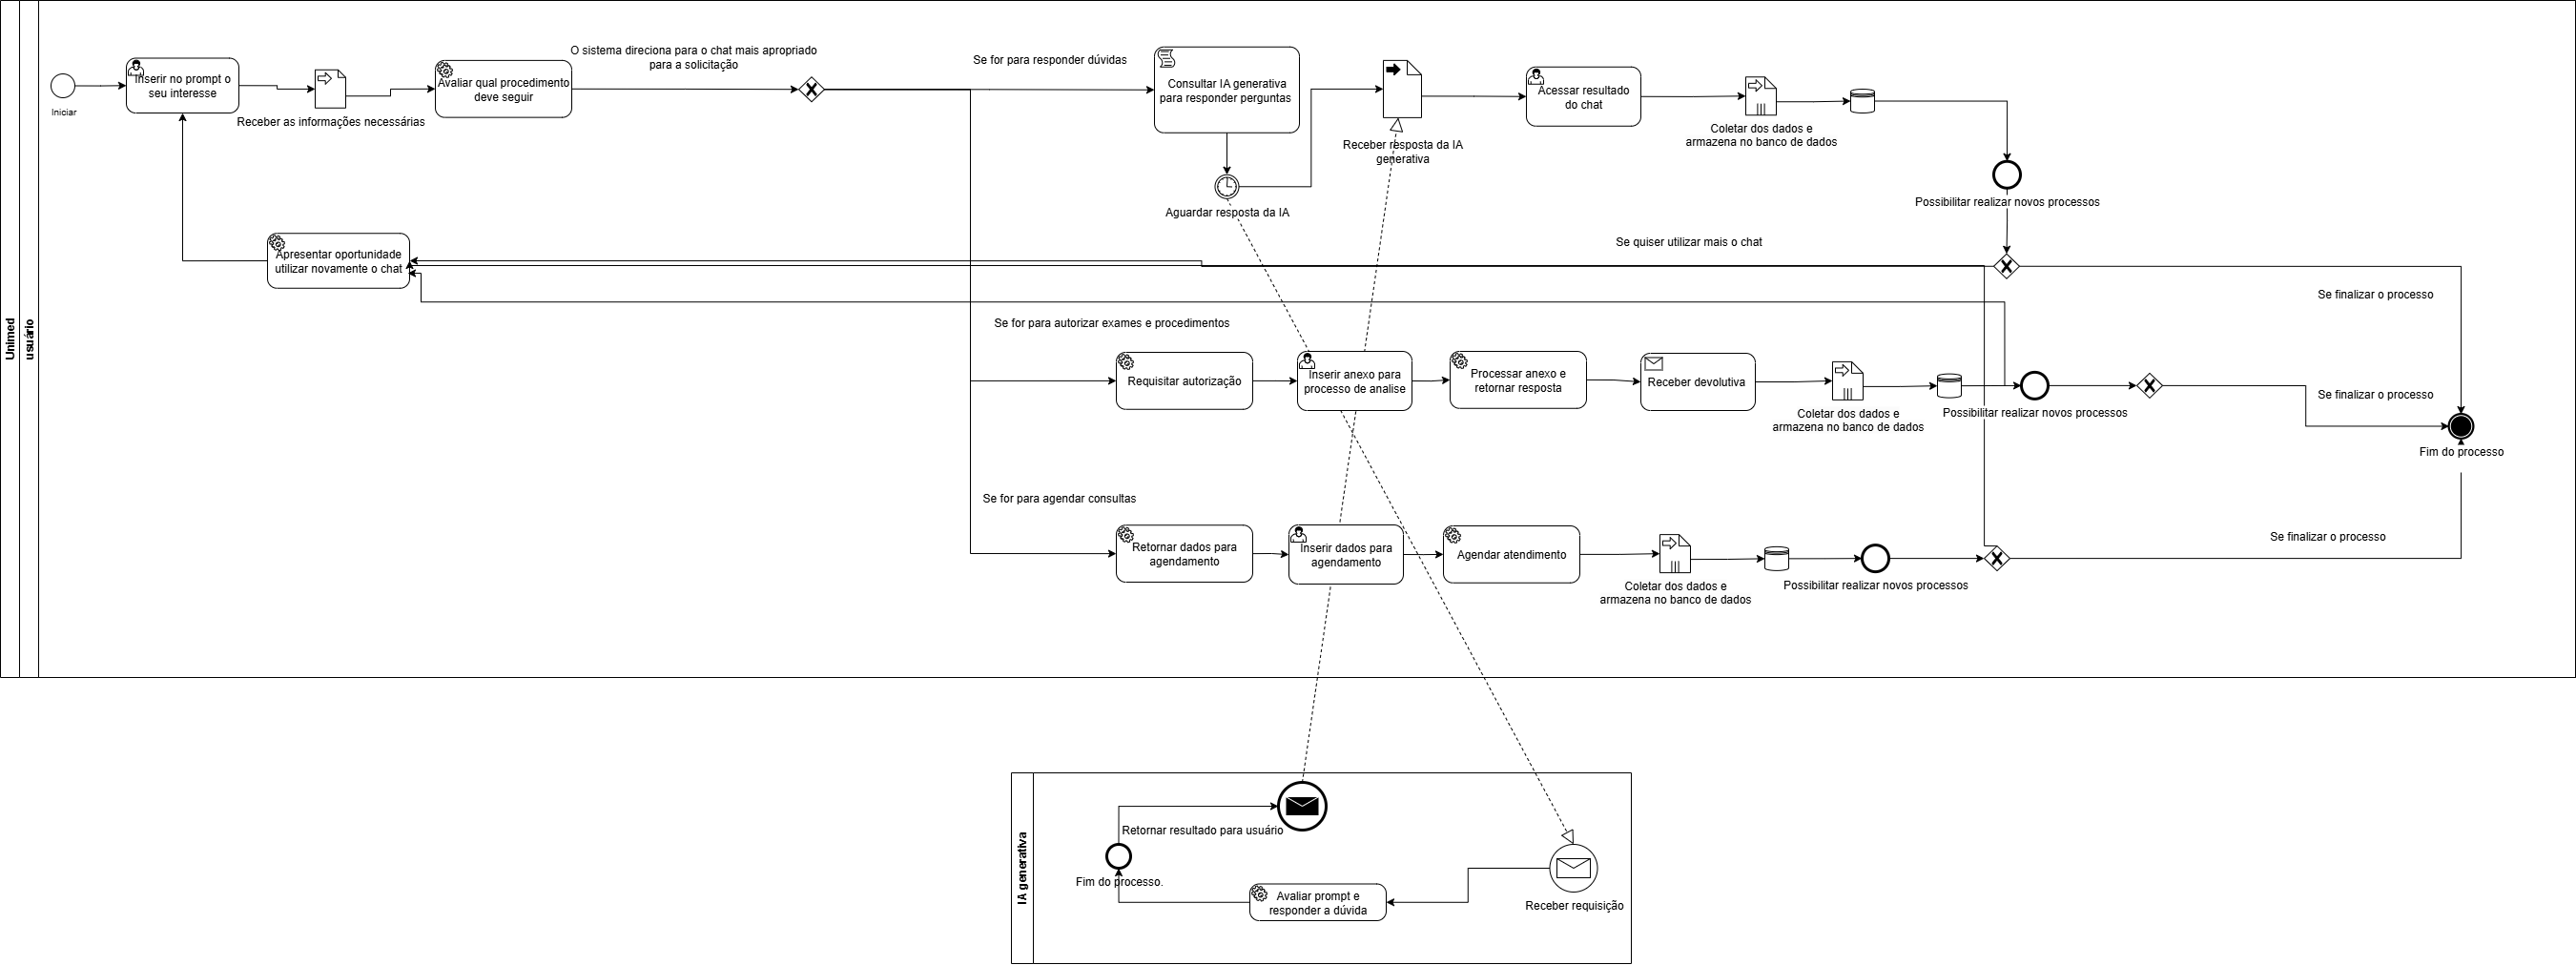 Unimed
usuário
Iniciar
Inserir no prompt o
seu interesse
Receber as informações necessárias
Avaliar qual procedimento
deve seguir
O sistema direciona para o chat mais apropriado
para a solicitação
Se for para responder dúvidas
Consultar IA generativa
para responder perguntas
Aguardar resposta da IA
Receber resposta da IA
generativa
Acessar resultado
do chat
Coletar dos dados e
armazena no banco de dados
Possibilitar realizar novos processos
Se quiser utilizar mais o chat
Apresentar oportunidade
utilizar novamente o chat
Se finalizar o processo
Se for para autorizar exames e procedimentos
Requisitar autorização
Inserir anexo para
processo de analise
Processar anexo e
retornar resposta
Receber devolutiva
Coletar dos dados e
armazena no banco de dados
Possibilitar realizar novos processos
Se finalizar o processo
Fim do processo
Se for para agendar consultas
Retornar dados para
agendamento
Inserir dados para
agendamento
Agendar atendimento
Coletar dos dados e
armazena no banco de dados
Possibilitar realizar novos processos
Se finalizar o processo
IA generativa
Retornar resultado para usuário
Fim do processo.
Avaliar prompt e
responder a dúvida
Receber requisição